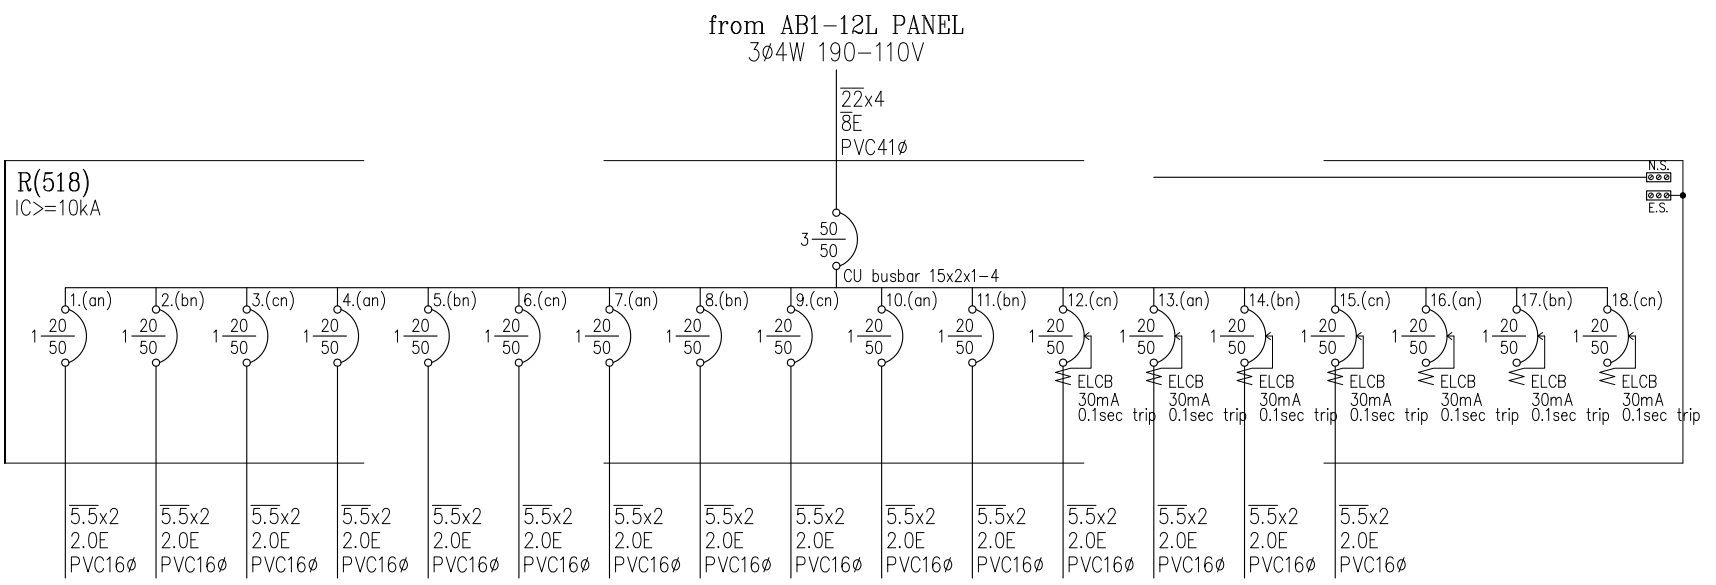 from AB1-12L PANEL
3ø4W 190-110V
22x4
8E
PVC41ø
R(518)
IC>=10kA
N.S.
E.S.
3 50
50
CU busbar 15x2x1-4
1.(an) 2.(bn) 3.(cn) 4.(an) 5.(bn) 6.(cn) 7.(an) 8.(bn) 9.(cn) 10.(an) 11.(bn) 12.(cn) 13.(an) 14.(bn) 15.(cn) 16.(an) 17.(bn) 18.(cn)
1 20 1 20 1 20 1 20 1 20 1 20 1 20 1 20 1 20 1 20 1 20 1 20 1 20 1 20 1 20 1 20 1 20 1 20
50 50 50 50 50 50 50 50 50 50 50 50 50 50 50 50 50 50
ELCB ELCB ELCB ELCB ELCB ELCB ELCB
30mA 30mA 30mA 30mA 30mA 30mA 30mA
0.1sec trip 0.1sec trip 0.1sec trip 0.1sec trip 0.1sec trip 0.1sec trip 0.1sec trip
5.5x2 5.5x2 5.5x2 5.5x2 5.5x2 5.5x2 5.5x2 5.5x2 5.5x2 5.5x2 5.5x2 5.5x2 5.5x2 5.5x2 5.5x2
2.0E 2.0E 2.0E 2.0E 2.0E 2.0E 2.0E 2.0E 2.0E 2.0E 2.0E 2.0E 2.0E 2.0E 2.0E
PVC16ø PVC16ø PVC16ø PVC16ø PVC16ø PVC16ø PVC16ø PVC16ø PVC16ø PVC16ø PVC16ø PVC16ø PVC16ø PVC16ø PVC16ø